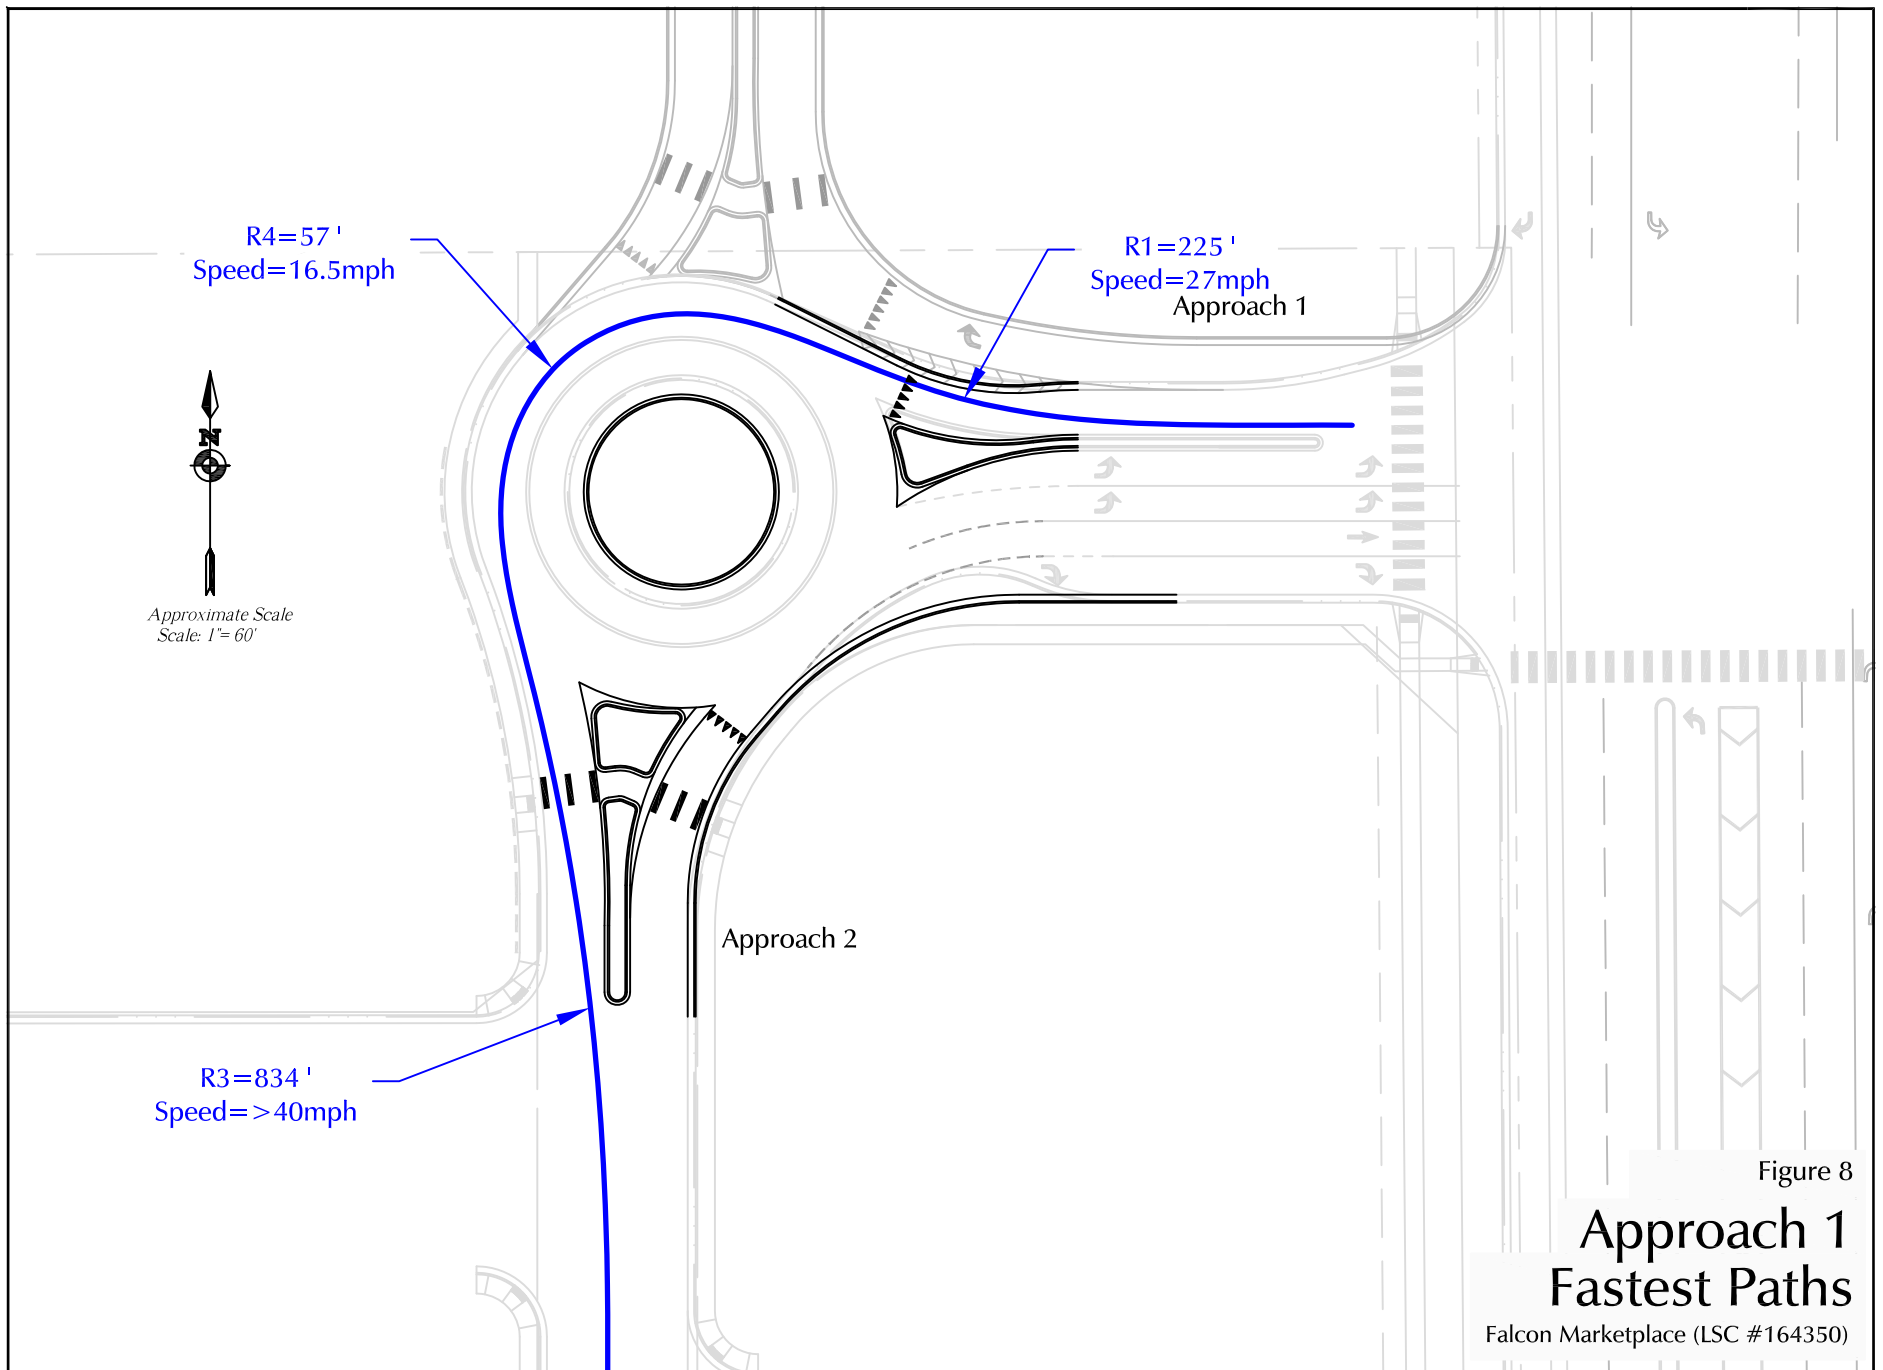 R4=57 '
Speed=16.5mph
R1=225 '
Speed=27mph
Approach 1
N
Approximate Scale
Scale: 1"= 60'
Approach 2
R3=834 '
Speed=>40mph
Figure 8
Approach 1
Fastest Paths
Falcon Marketplace (LSC #164350)